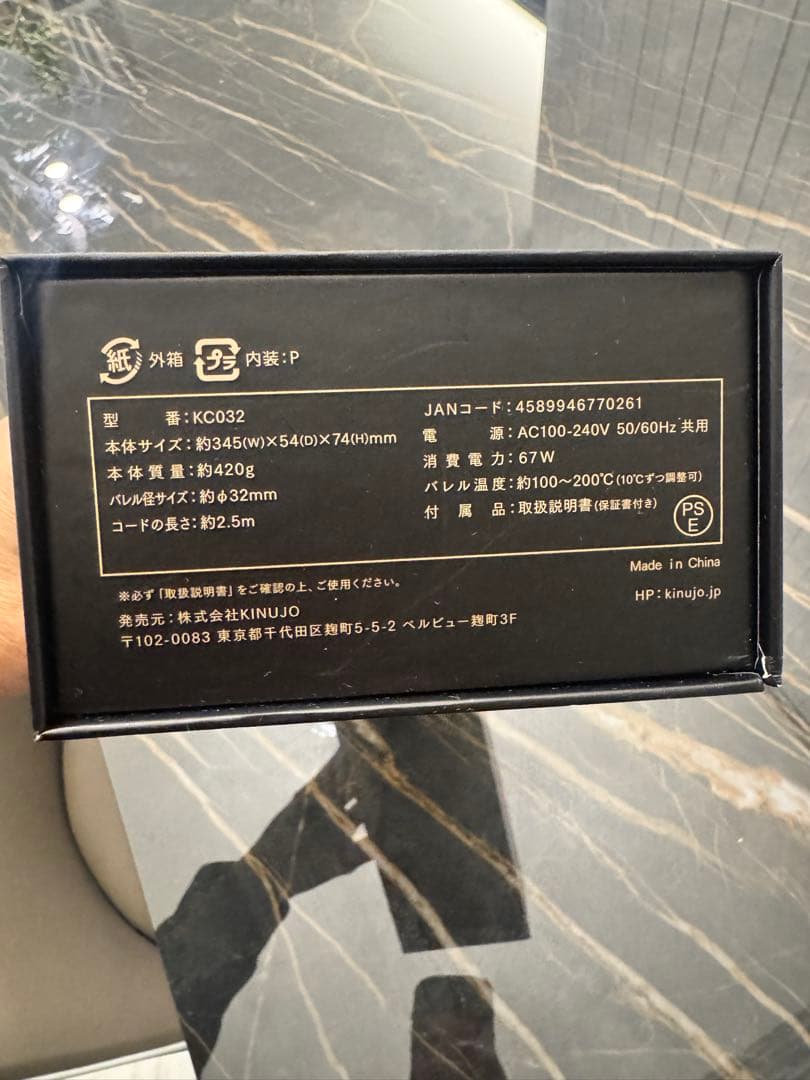 紙 外箱 プラ 内装:P
型 番:KC032
本体サイズ:約345(W)×54(D)×74(H)mm
本体質量:約420g
バレル径サイズ:約φ32mm
コードの長さ:約2.5m
JANコード:4589946770261
電 源:AC100-240V 50/60Hz 共用
消費電力:67W
バレル温度:約100〜200℃(10℃ずつ調整可)
付 属 品:取扱説明書(保証書付き)
PS
E
※必ず「取扱説明書」をご確認の上、ご使用ください。
発売元:株式会社KINUJO
〒102-0083 東京都千代田区麹町5-5-2 ベルビュー麹町3F
Made in China
HP:kinujo.jp